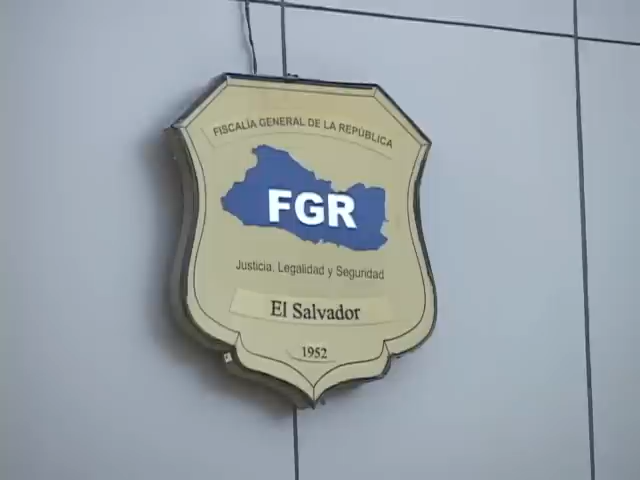 FISCALÍA GENERAL DE LA REPÚBLICA
FGR
Justicia, Legalidad y Seguridad
El Salvador
1952